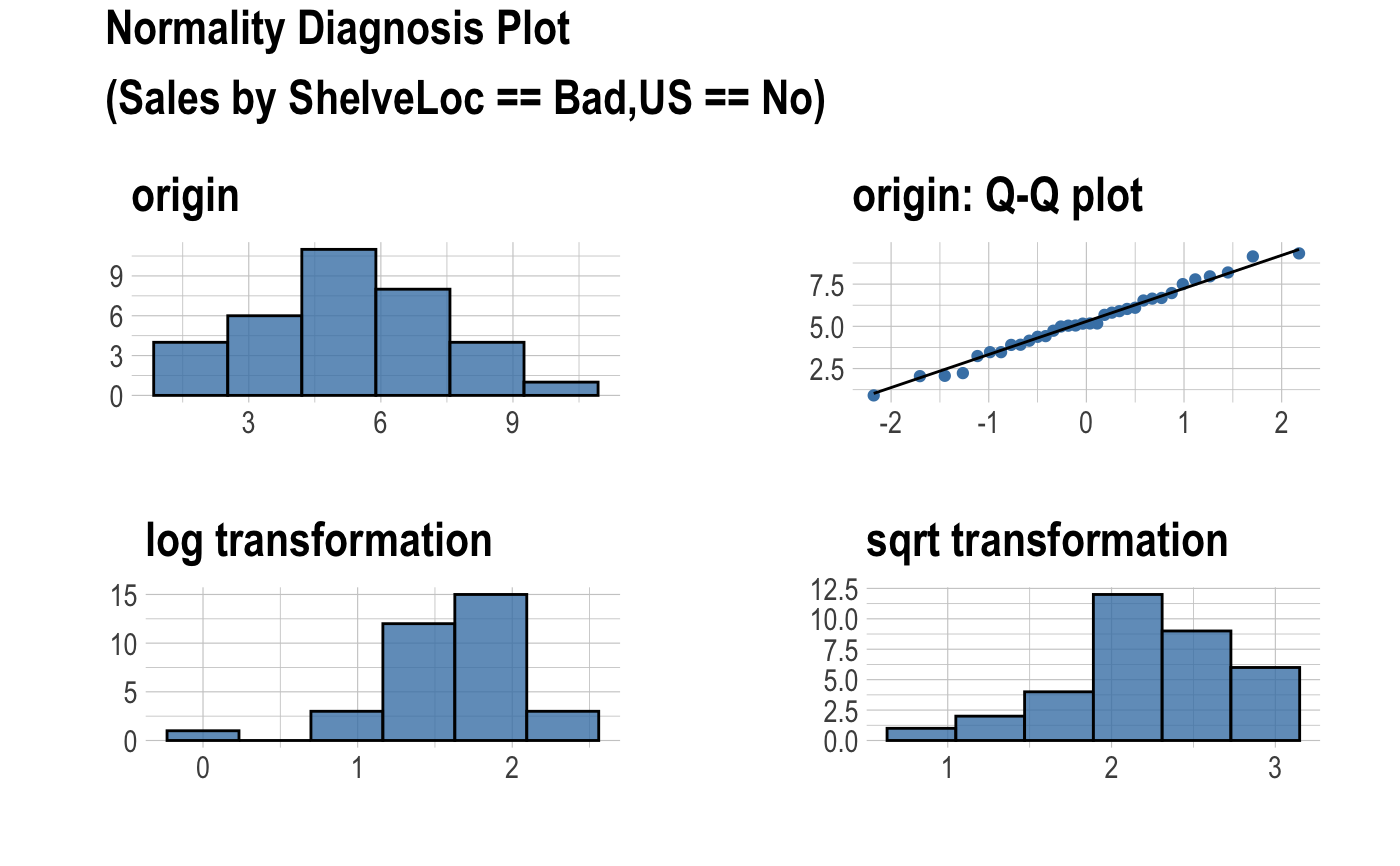 Normality Diagnosis Plot
(Sales by ShelveLoc == Bad,US == No)
origin
9
6
3
0
3 6 9
origin: Q-Q plot
7.5
5.0
2.5
-2 -1 0 1 2
log transformation
15
10
5
0
0 1 2
sqrt transformation
12.5
10.0
7.5
5.0
2.5
0.0
1 2 3